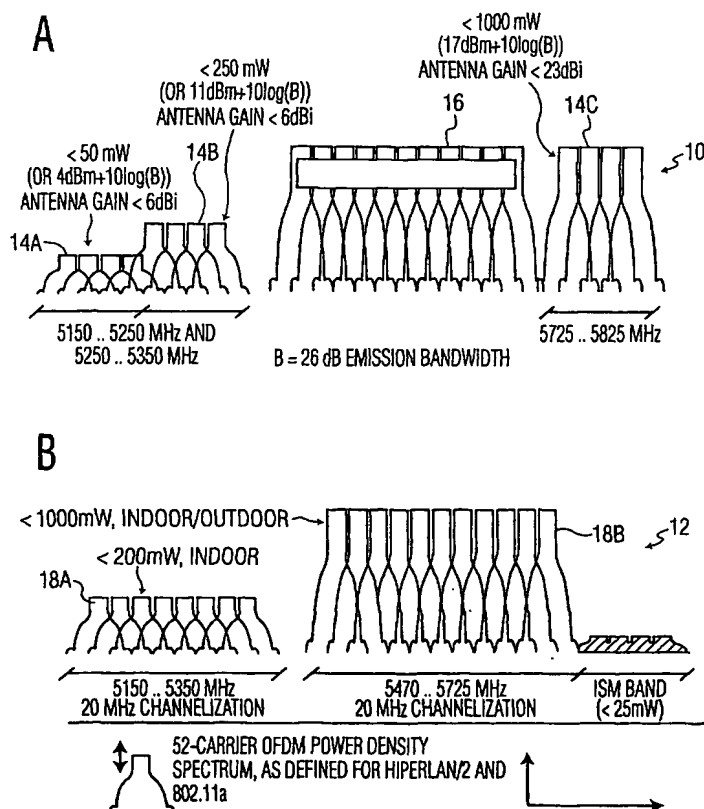 A
< 50 mW
(OR 4dBm+10log(B))
ANTENNA GAIN < 6dBi
14A
< 250 mW
(OR 11dBm+10log(B))
ANTENNA GAIN < 6dBi
14B
16
< 1000 mW
(17dBm+10log(B))
ANTENNA GAIN < 23dBi
14C
10
5150 .. 5250 MHz AND
5250 .. 5350 MHz
B = 26 dB EMISSION BANDWIDTH
5725 .. 5825 MHz
B
< 1000mW, INDOOR/OUTDOOR
< 200mW, INDOOR
18A
18B
12
5150 .. 5350 MHz
20 MHz CHANNELIZATION
5470 .. 5725 MHz
20 MHz CHANNELIZATION
ISM BAND
(< 25mW)
52-CARRIER OFDM POWER DENSITY
SPECTRUM, AS DEFINED FOR HIPERLAN/2 AND
802.11a